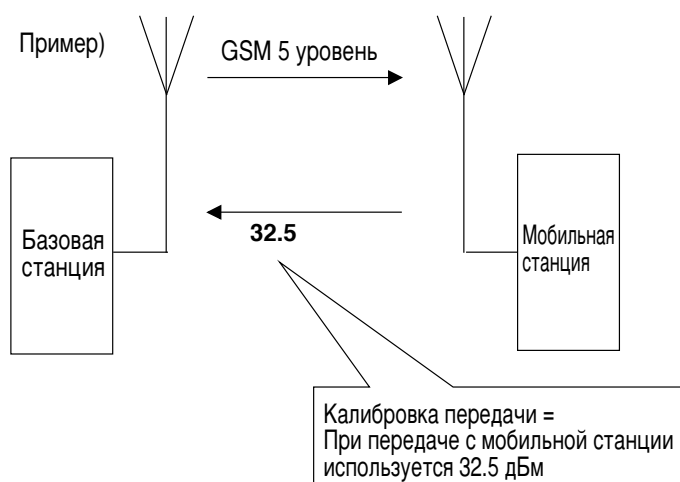 Пример)
GSM 5 уровень
32.5
Базовая
станция
Мобильная
станция
Калибровка передачи =
При передаче с мобильной станции
используется 32.5 дБм